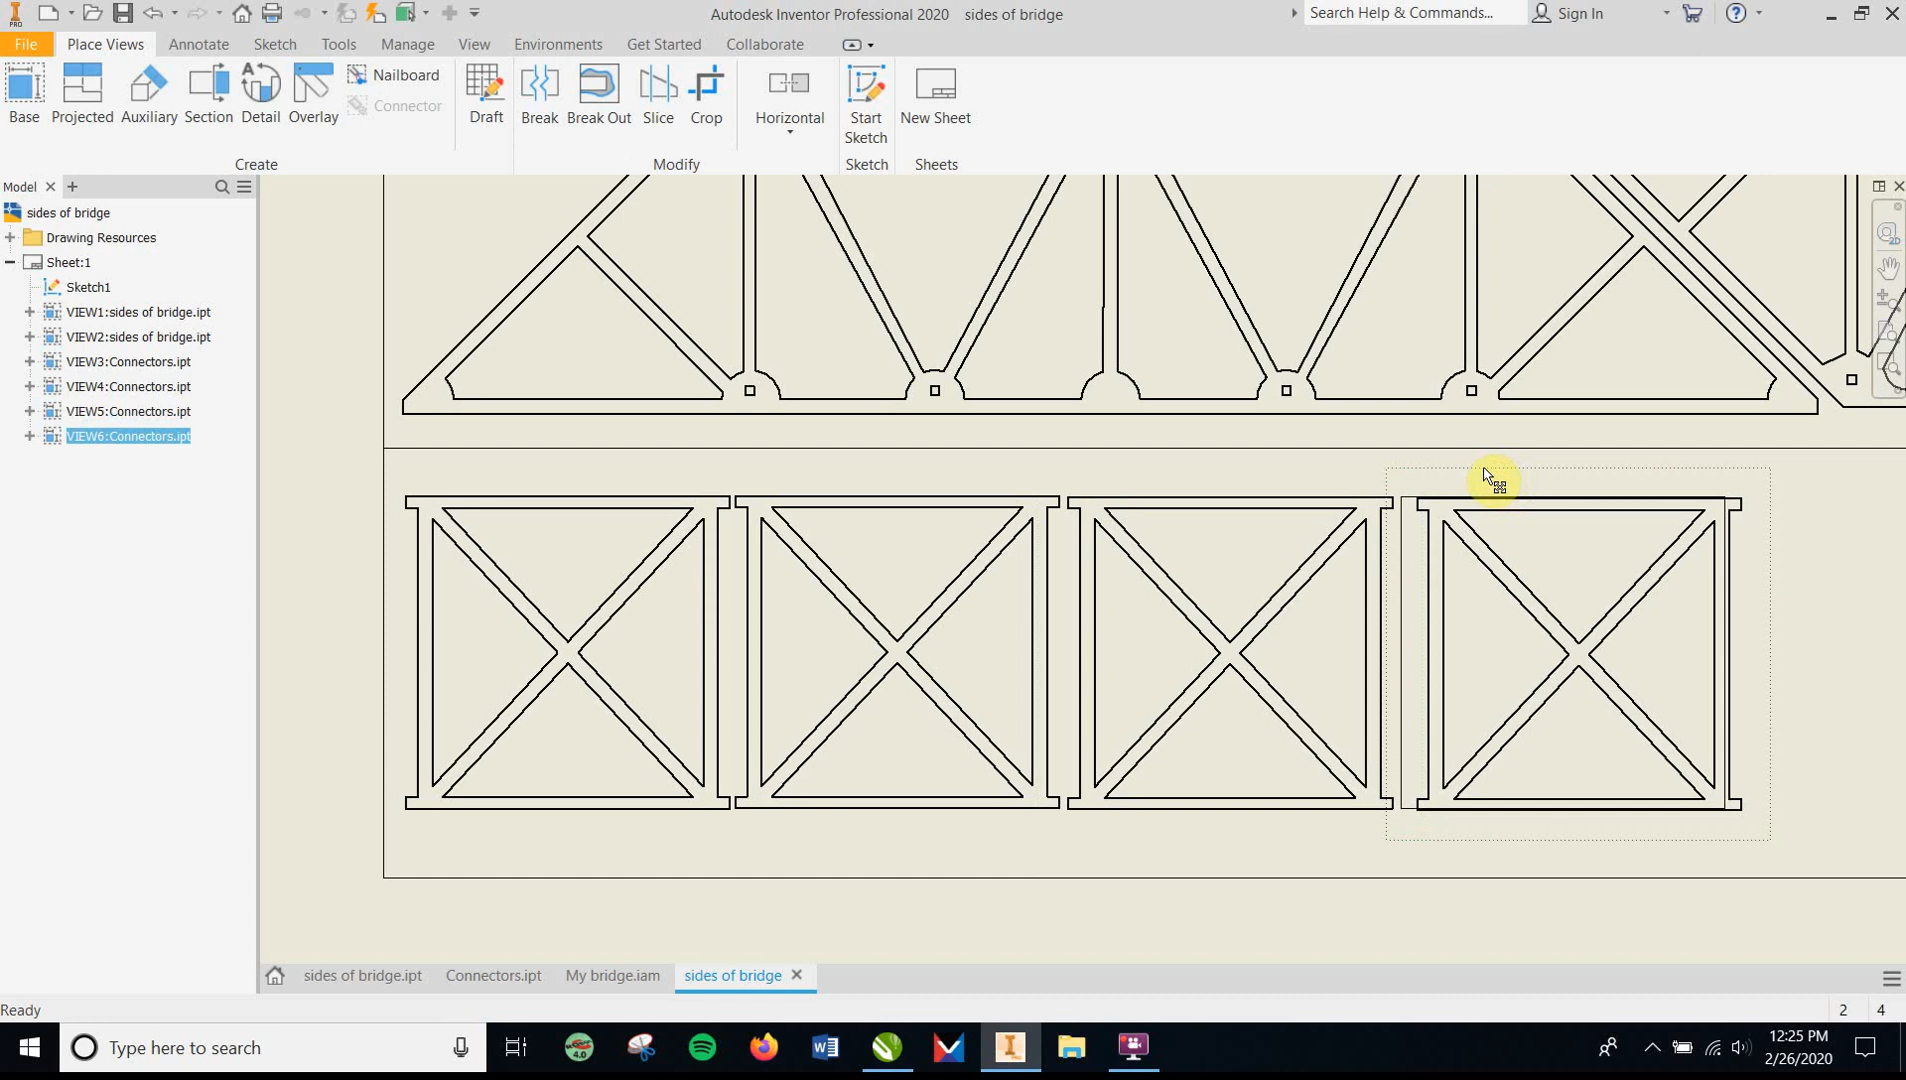 PRO
Autodesk Inventor Professional 2020 sides of bridge
Search Help & Commands...
Sign In
File Place Views Annotate Sketch Tools Manage View Environments Get Started Collaborate
Base Projected Auxiliary Section Detail Overlay
Nailboard
Connector
Draft Break Break Out Slice Crop
Horizontal
Start Sketch
New Sheet
Create Modify Sketch Sheets
Model
sides of bridge
Drawing Resources
Sheet:1
Sketch1
VIEW1:sides of bridge.ipt
VIEW2:sides of bridge.ipt
VIEW3:Connectors.ipt
VIEW4:Connectors.ipt
VIEW5:Connectors.ipt
VIEW6:Connectors.ipt
2D
sides of bridge.ipt Connectors.ipt My bridge.iam sides of bridge
Ready 2 4
Type here to search
4.0
12:25 PM
2/26/2020